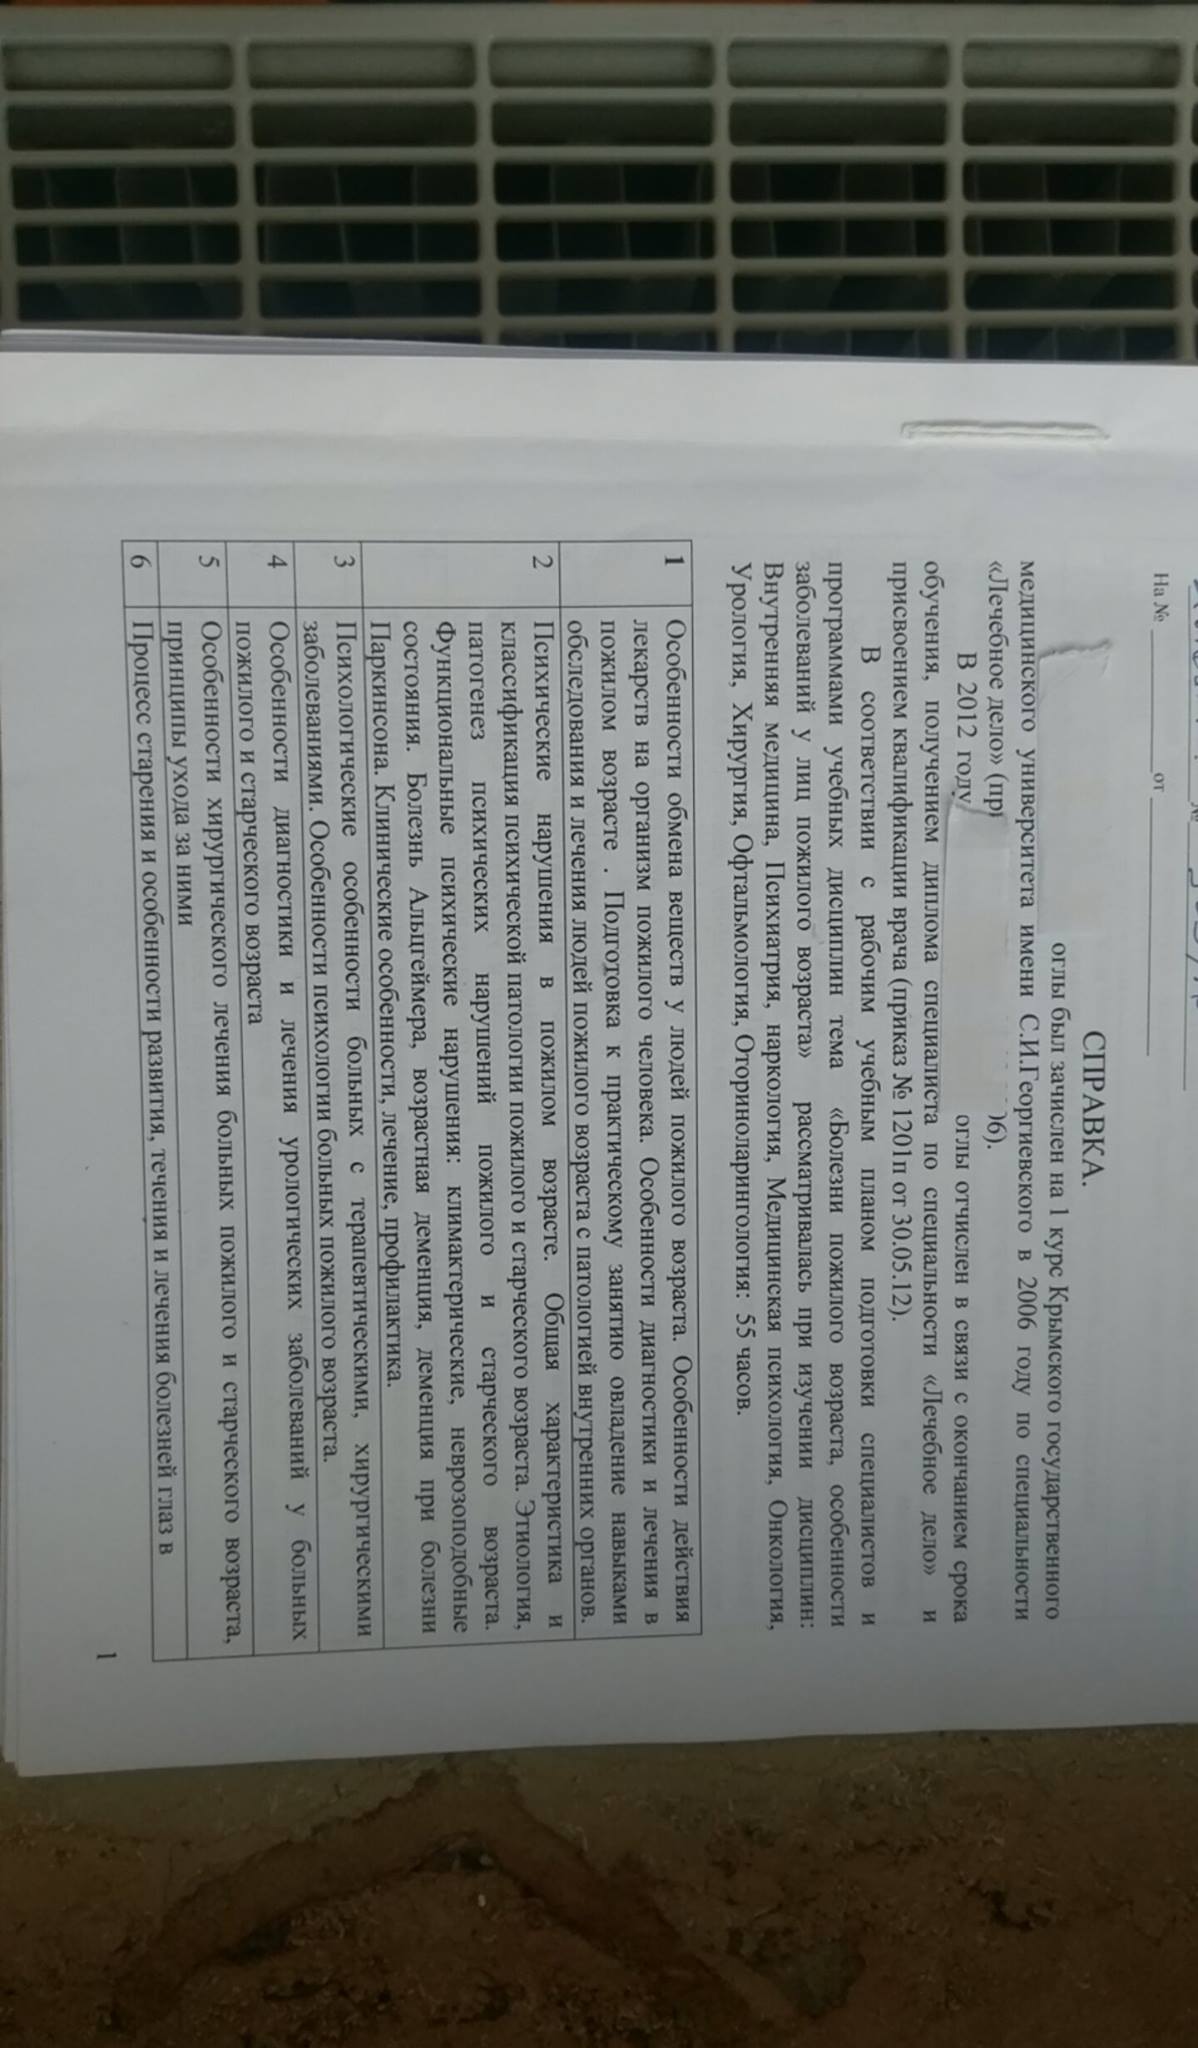 №
На № ____________ от ______________________
СПРАВКА.
оглы был зачислен на 1 курс Крымского государственного
медицинского университета имени С.И.Георгиевского в 2006 году по специальности
«Лечебное дело» (пр 06).
В 2012 году оглы отчислен в связи с окончанием срока
обучения, получением диплома специалиста по специальности «Лечебное дело» и
присвоением квалификации врача (приказ № 1201п от 30.05.12).
В соответствии с рабочим учебным планом подготовки специалистов и
программами учебных дисциплин тема «Болезни пожилого возраста, особенности
заболеваний у лиц пожилого возраста» рассматривалась при изучении дисциплин:
Внутренняя медицина, Психиатрия, наркология, Медицинская психология, Онкология,
Урология, Хирургия, Офтальмология, Оториноларингология: 55 часов.
1 Особенности обмена веществ у людей пожилого возраста. Особенности действия
лекарств на организм пожилого человека. Особенности диагностики и лечения в
пожилом возрасте . Подготовка к практическому занятию овладение навыками
обследования и лечения людей пожилого возраста с патологией внутренних органов.
2 Психические нарушения в пожилом возрасте. Общая характеристика и
классификация психической патологии пожилого и старческого возраста. Этиология,
патогенез психических нарушений пожилого и старческого возраста.
Функциональные психические нарушения: климактерические, неврозоподобные
состояния. Болезнь Альцгеймера, возрастная деменция, деменция при болезни
Паркинсона. Клинические особенности, лечение, профилактика.
3 Психологические особенности больных с терапевтическими, хирургическими
заболеваниями. Особенности психологии больных пожилого возраста.
4 Особенности диагностики и лечения урологических заболеваний у больных
пожилого и старческого возраста
5 Особенности хирургического лечения больных пожилого и старческого возраста,
принципы ухода за ними
6 Процесс старения и особенности развития, течения и лечения болезней глаз в
1